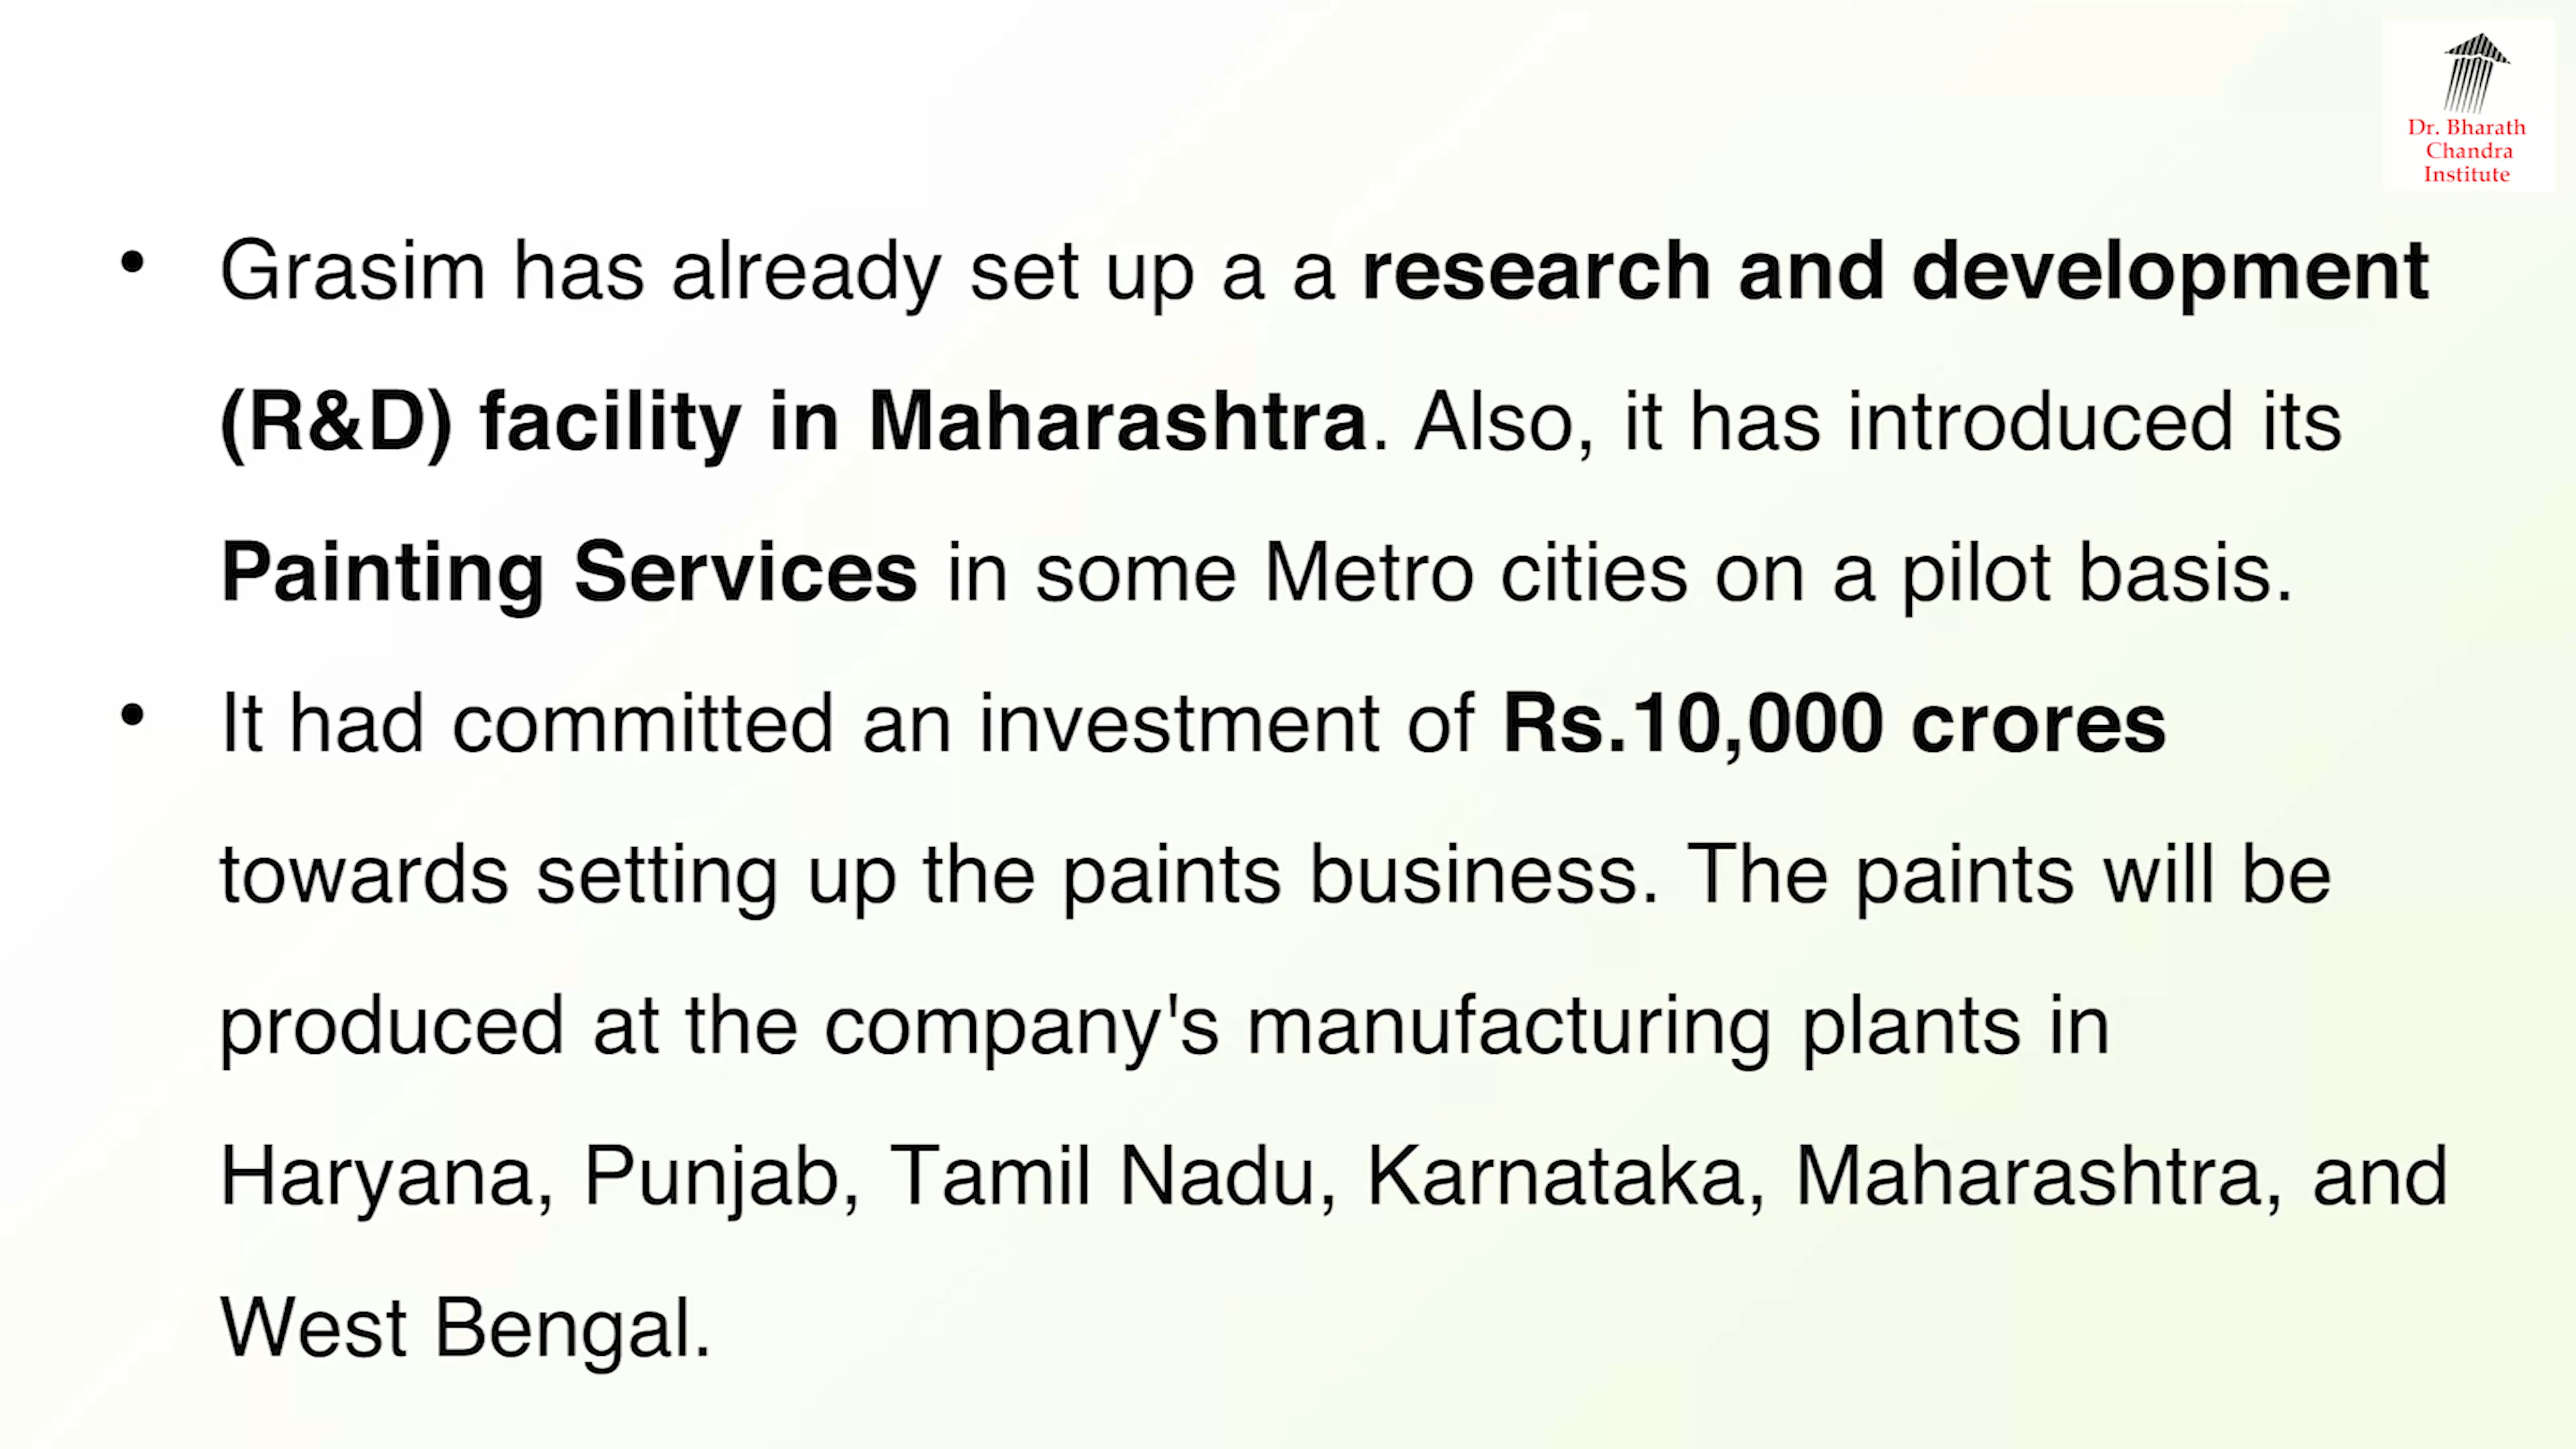 Dr. Bharath
Chandra
Institute
• Grasim has already set up a a research and development
(R&D) facility in Maharashtra. Also, it has introduced its
Painting Services in some Metro cities on a pilot basis.
• It had committed an investment of Rs.10,000 crores
towards setting up the paints business. The paints will be
produced at the company's manufacturing plants in
Haryana, Punjab, Tamil Nadu, Karnataka, Maharashtra, and
West Bengal.